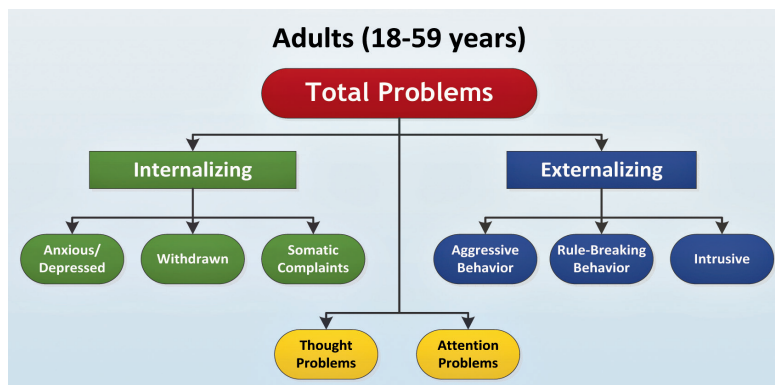 Adults (18-59 years)
Total Problems
Internalizing
Externalizing
Anxious/
Depressed
Withdrawn
Somatic
Complaints
Aggressive
Behavior
Rule-Breaking
Behavior
Intrusive
Thought
Problems
Attention
Problems